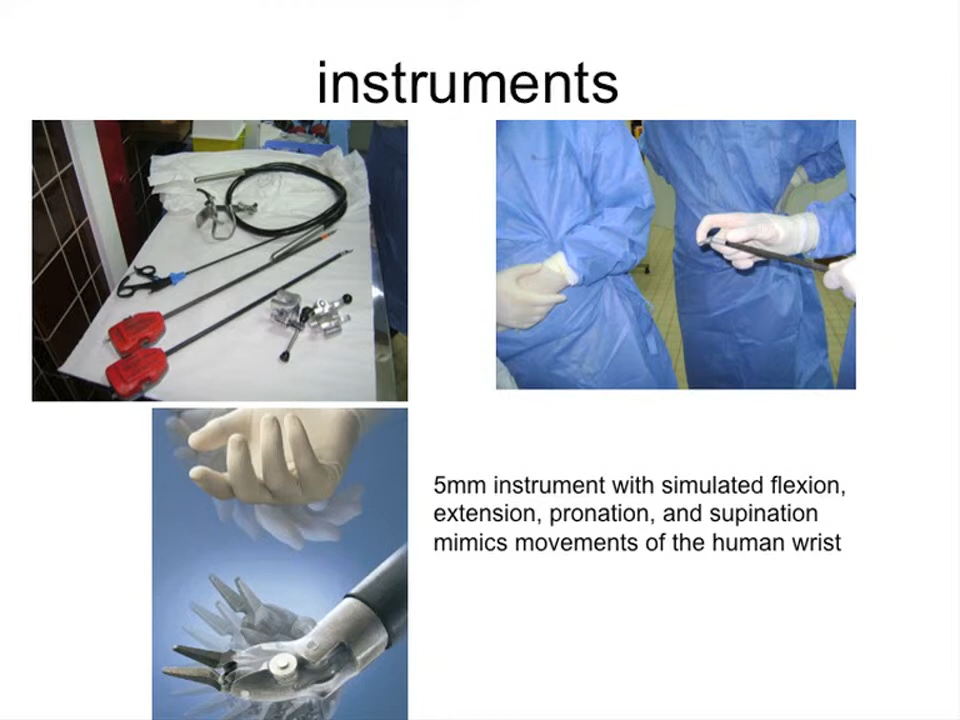 instruments
5mm instrument with simulated flexion,
extension, pronation, and supination
mimics movements of the human wrist